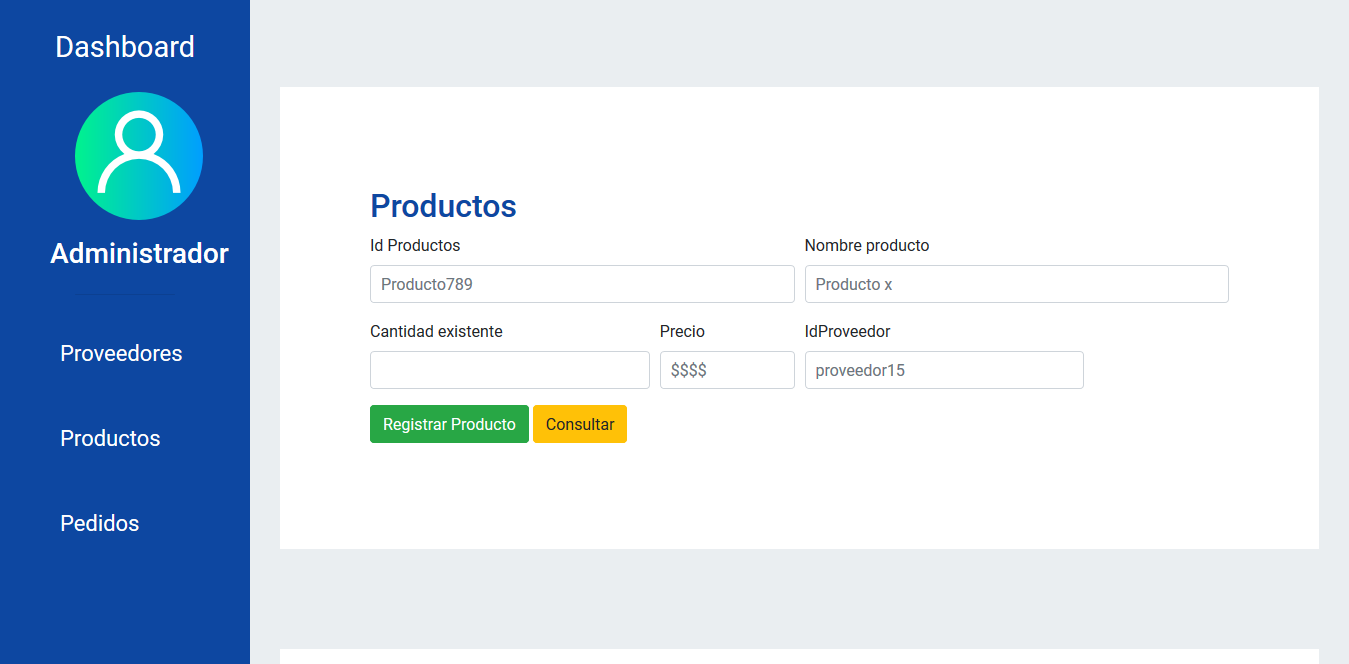 Dashboard
Administrador
Proveedores
Productos
Pedidos
Productos
Id Productos Nombre producto
Producto789 Producto x
Cantidad existente Precio IdProveedor
$$$$ proveedor15
Registrar Producto Consultar